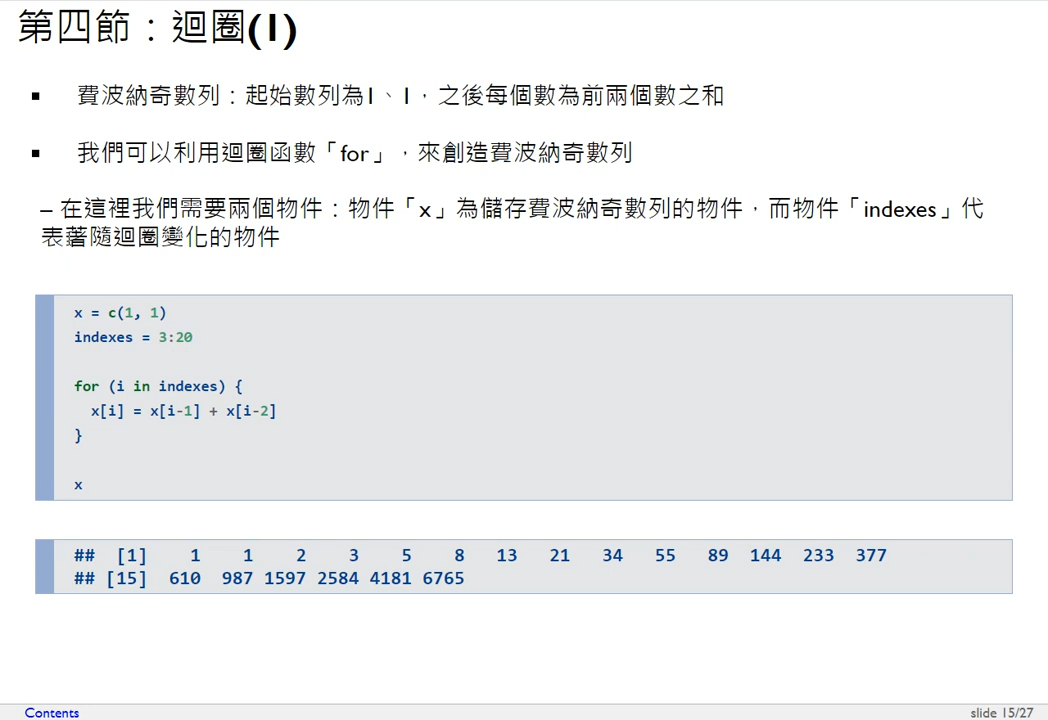 第四節：迴圈(1)
▪ 費波納奇數列：起始數列為1、1，之後每個數為前兩個數之和
▪ 我們可以利用迴圈函數「for」，來創造費波納奇數列
– 在這裡我們需要兩個物件：物件「x」為儲存費波納奇數列的物件，而物件「indexes」代
表著隨迴圈變化的物件
x = c(1, 1)
indexes = 3:20
for (i in indexes) {
  x[i] = x[i-1] + x[i-2]
}
x
##  [1]    1    1    2    3    5    8   13   21   34   55   89  144  233  377
## [15]  610  987 1597 2584 4181 6765
Contents
slide 15/27